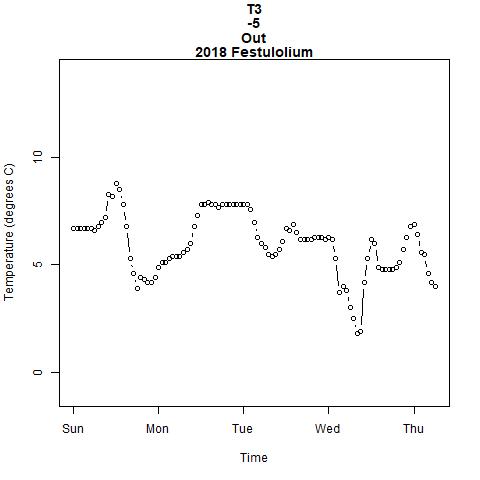 T3
-5
Out
2018 Festulolium
Temperature (degrees C)
10
5
0
Sun Mon Tue Wed Thu
Time